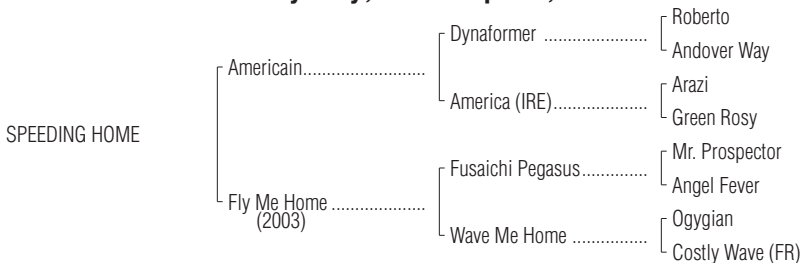 Roberto
Dynaformer ......................
Andover Way
Americain..........................
Arazi
America (IRE)....................
Green Rosy
SPEEDING HOME
Mr. Prospector
Fusaichi Pegasus..............
Angel Fever
Fly Me Home ....................
(2003)
Ogygian
Wave Me Home ................
Costly Wave (FR)